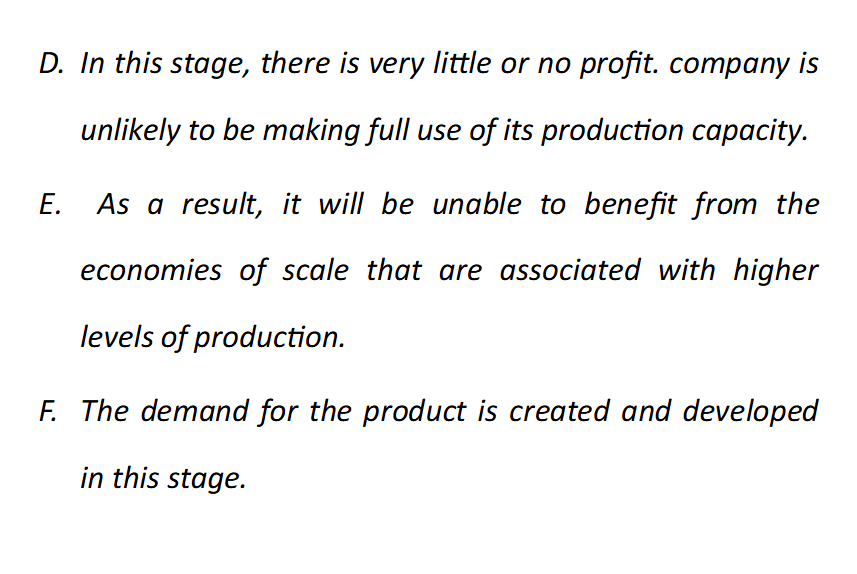 D. In this stage, there is very little or no profit. company is
unlikely to be making full use of its production capacity.
E. As a result, it will be unable to benefit from the
economies of scale that are associated with higher
levels of production.
F. The demand for the product is created and developed
in this stage.